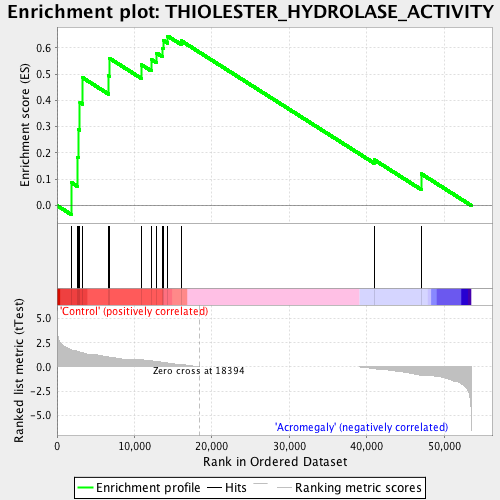 Enrichment plot: THIOLESTER_HYDROLASE_ACTIVITY
Enrichment score (ES)
0.6
0.5
0.4
0.3
0.2
0.1
0.0
'Control' (positively correlated)
Ranked list metric (tTest)
5.0
2.5
0.0
-2.5
-5.0
Zero cross at 18394
'Acromegaly' (negatively correlated)
0
10,000
20,000
30,000
40,000
50,000
Rank in Ordered Dataset
Enrichment profile
Hits
Ranking metric scores